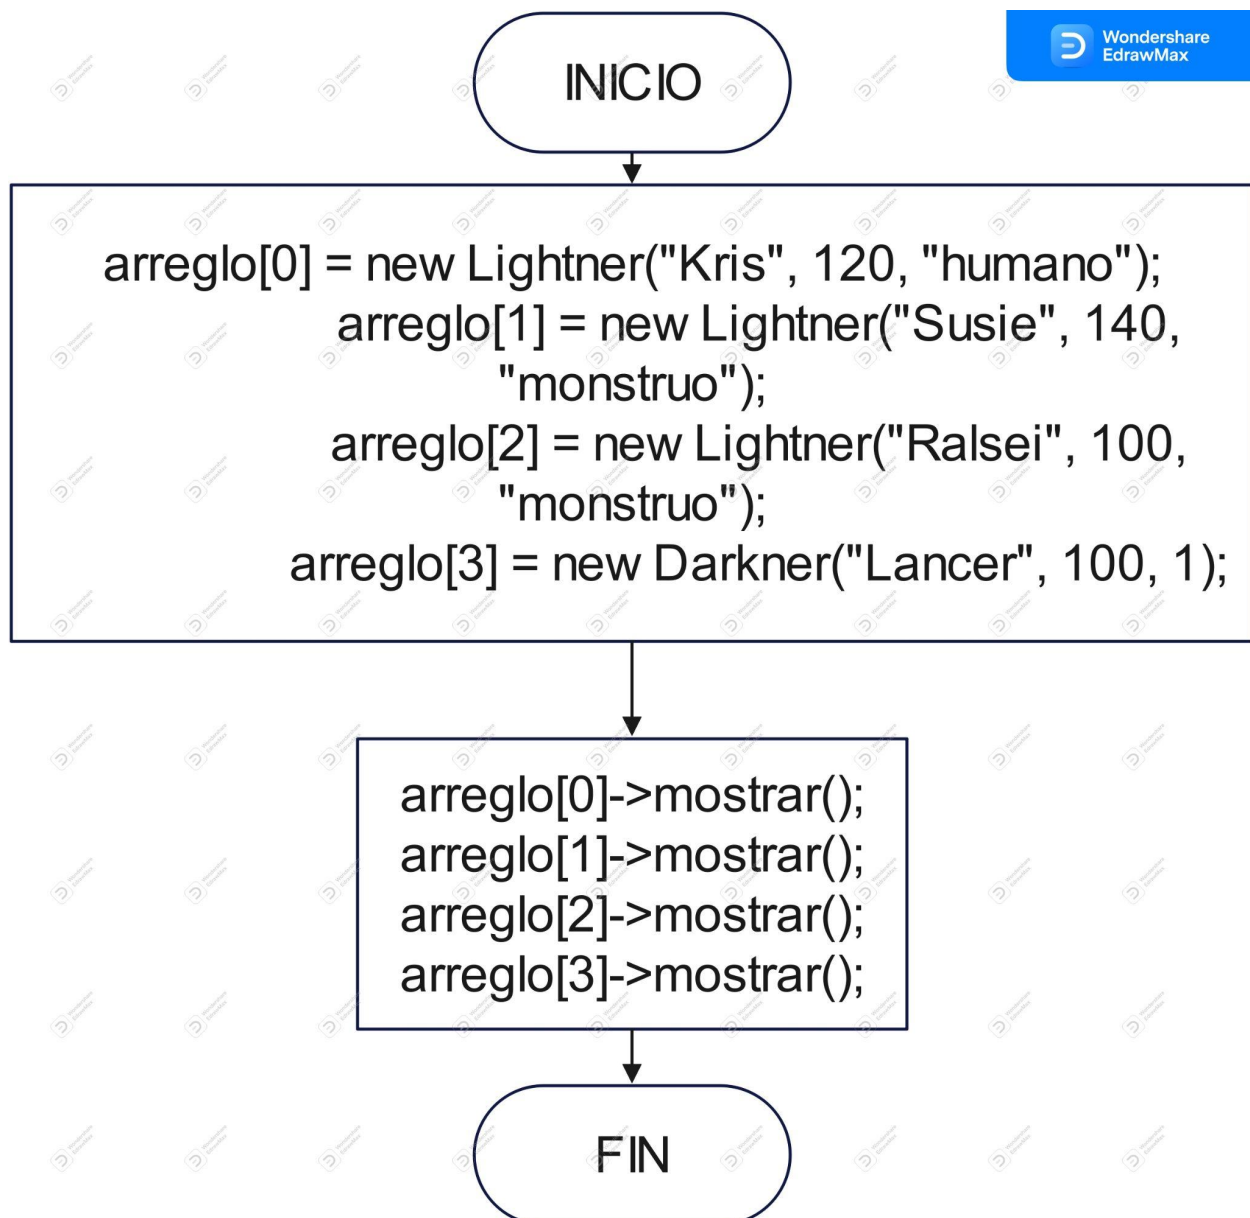 INICIO
Wondershare
EdrawMax
arreglo[0] = new Lightner("Kris", 120, "humano");
arreglo[1] = new Lightner("Susie", 140,
"monstruo");
arreglo[2] = new Lightner("Ralsei", 100,
"monstruo");
arreglo[3] = new Darkner("Lancer", 100, 1);
arreglo[0]->mostrar();
arreglo[1]->mostrar();
arreglo[2]->mostrar();
arreglo[3]->mostrar();
FIN